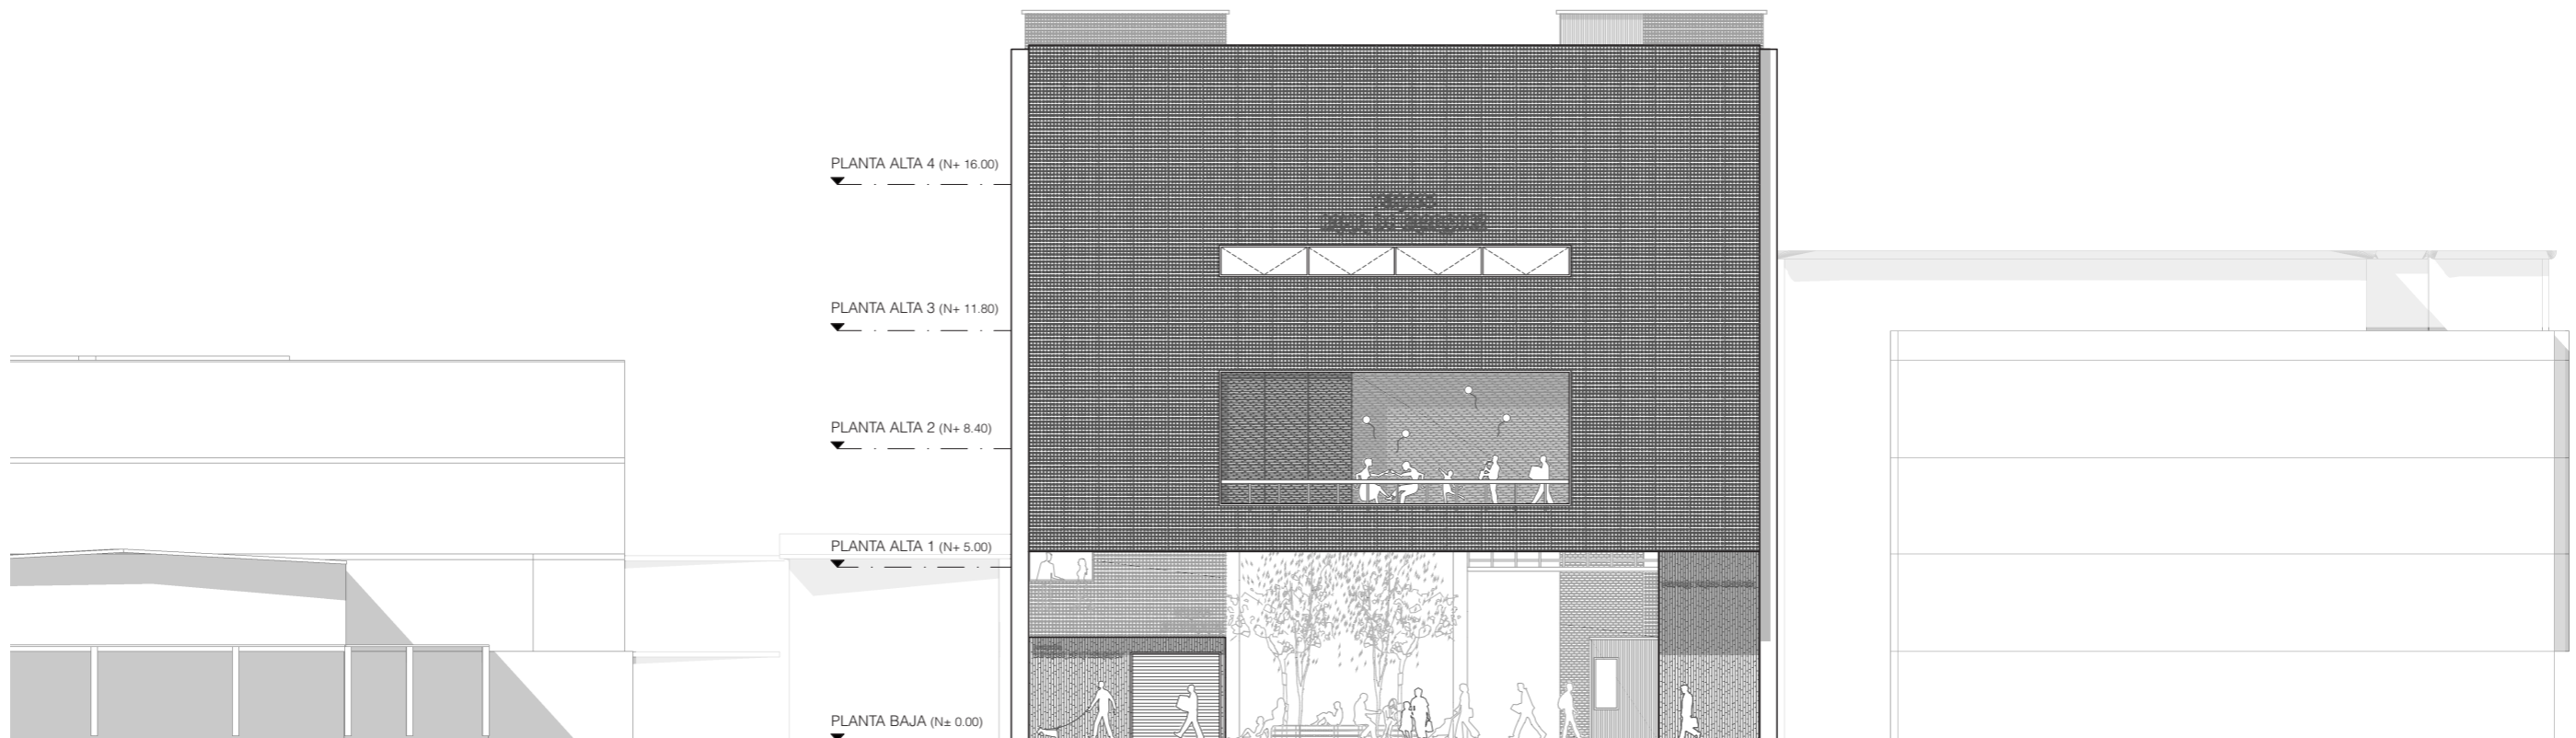 PLANTA ALTA 4 (N+ 16.00)
PLANTA ALTA 3 (N+ 11.80)
PLANTA ALTA 2 (N+ 8.40)
PLANTA ALTA 1 (N+ 5.00)
PLANTA BAJA (N± 0.00)